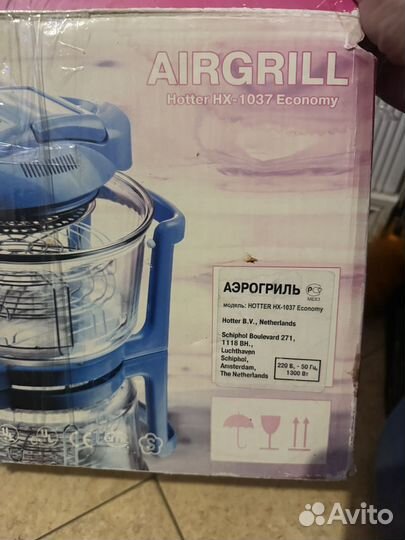 AIRGRILL
Hotter HX-1037 Economy
АЭРОГРИЛЬ
модель: HOTTER HX-1037 Economy
Hotter B.V., Netherlands
Schiphol Boulevard 271,
1118 BH.,
Luchthaven
Schiphol,
Amsterdam,
The Netherlands
220 В, - 50 Гц,
1300 Вт
Avito